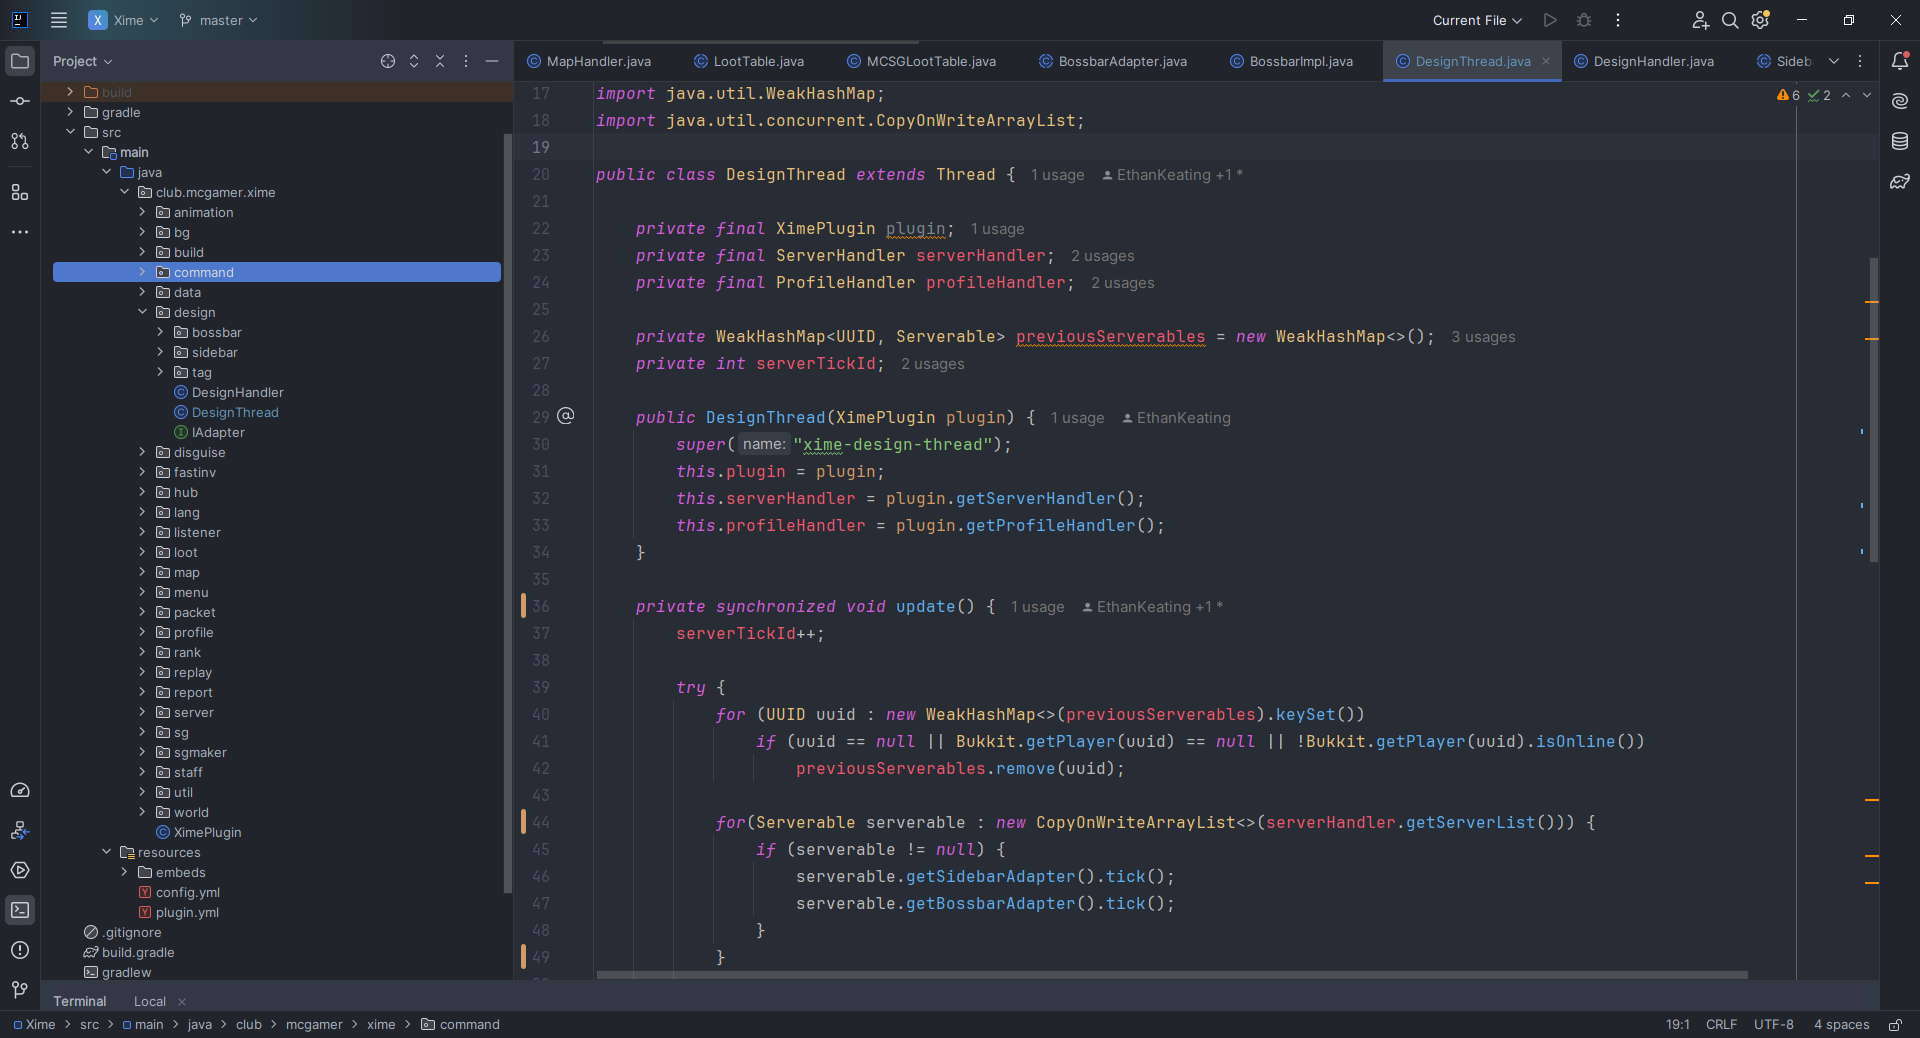 X Xime master Current File
Project
MapHandler.java LootTable.java MCSGLootTable.java BossbarAdapter.java BossbarImpl.java DesignThread.java DesignHandler.java Sideb
build
gradle
src
main
java
club.mcgamer.xime
animation
bg
build
command
data
design
bossbar
sidebar
tag
DesignHandler
DesignThread
IAdapter
disguise
fastinv
hub
lang
listener
loot
map
menu
packet
profile
rank
replay
report
server
sg
sgmaker
staff
util
world
XimePlugin
resources
embeds
config.yml
plugin.yml
.gitignore
build.gradle
gradlew
6 2
17 import java.util.WeakHashMap;
18 import java.util.concurrent.CopyOnWriteArrayList;
19
20 public class DesignThread extends Thread { 1 usage EthanKeating +1 *
21
22 private final XimePlugin plugin; 1 usage
23 private final ServerHandler serverHandler; 2 usages
24 private final ProfileHandler profileHandler; 2 usages
25
26 private WeakHashMap<UUID, Serverable> previousServerables = new WeakHashMap<>(); 3 usages
27 private int serverTickId; 2 usages
28
29 public DesignThread(XimePlugin plugin) { 1 usage EthanKeating
30 super( name: "xime-design-thread");
31 this.plugin = plugin;
32 this.serverHandler = plugin.getServerHandler();
33 this.profileHandler = plugin.getProfileHandler();
34 }
35
36 private synchronized void update() { 1 usage EthanKeating +1 *
37 serverTickId++;
38
39 try {
40 for (UUID uuid : new WeakHashMap<>(previousServerables).keySet())
41 if (uuid == null || Bukkit.getPlayer(uuid) == null || !Bukkit.getPlayer(uuid).isOnline())
42 previousServerables.remove(uuid);
43
44 for(Serverable serverable : new CopyOnWriteArrayList<>(serverHandler.getServerList())) {
45 if (serverable != null) {
46 serverable.getSidebarAdapter().tick();
47 serverable.getBossbarAdapter().tick();
48 }
49 }
Terminal Local
Xime > src > main > java > club > mcgamer > xime > command 19:1 CRLF UTF-8 4 spaces